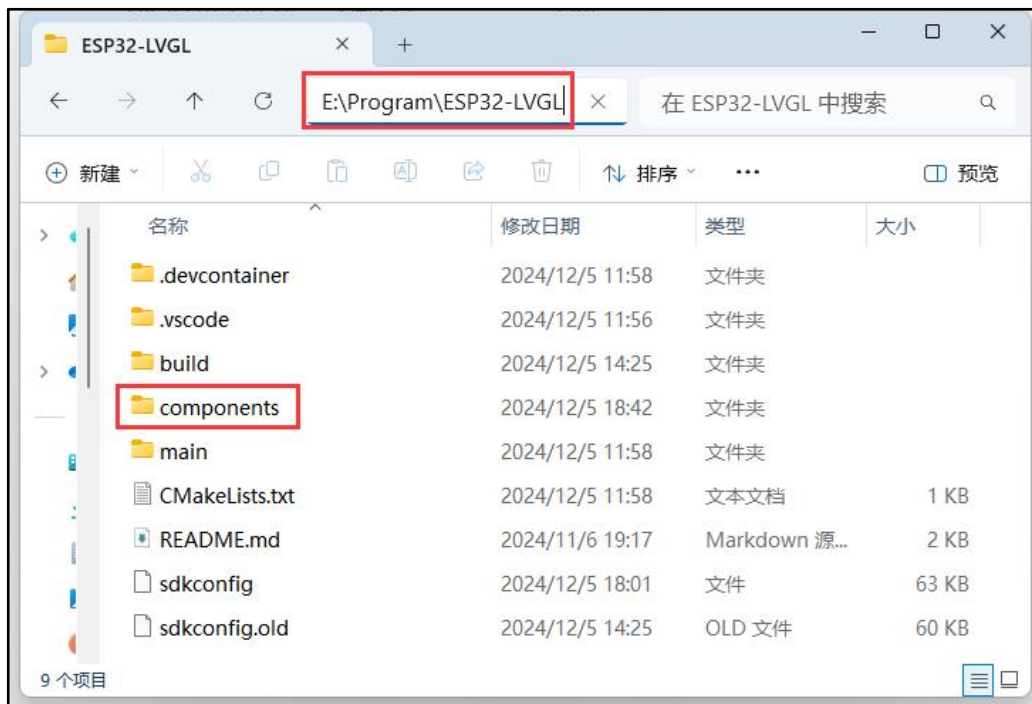 ESP32-LVGL
E:\Program\ESP32-LVGL 在 ESP32-LVGL 中搜索
新建 排序 ... 预览
名称 修改日期 类型 大小
.devcontainer 2024/12/5 11:58 文件夹
.vscode 2024/12/5 11:56 文件夹
build 2024/12/5 14:25 文件夹
components 2024/12/5 18:42 文件夹
main 2024/12/5 11:58 文件夹
CMakeLists.txt 2024/12/5 11:58 文本文档 1 KB
README.md 2024/11/6 19:17 Markdown 源... 2 KB
sdkconfig 2024/12/5 18:01 文件 63 KB
sdkconfig.old 2024/12/5 14:25 OLD 文件 60 KB
9 个项目